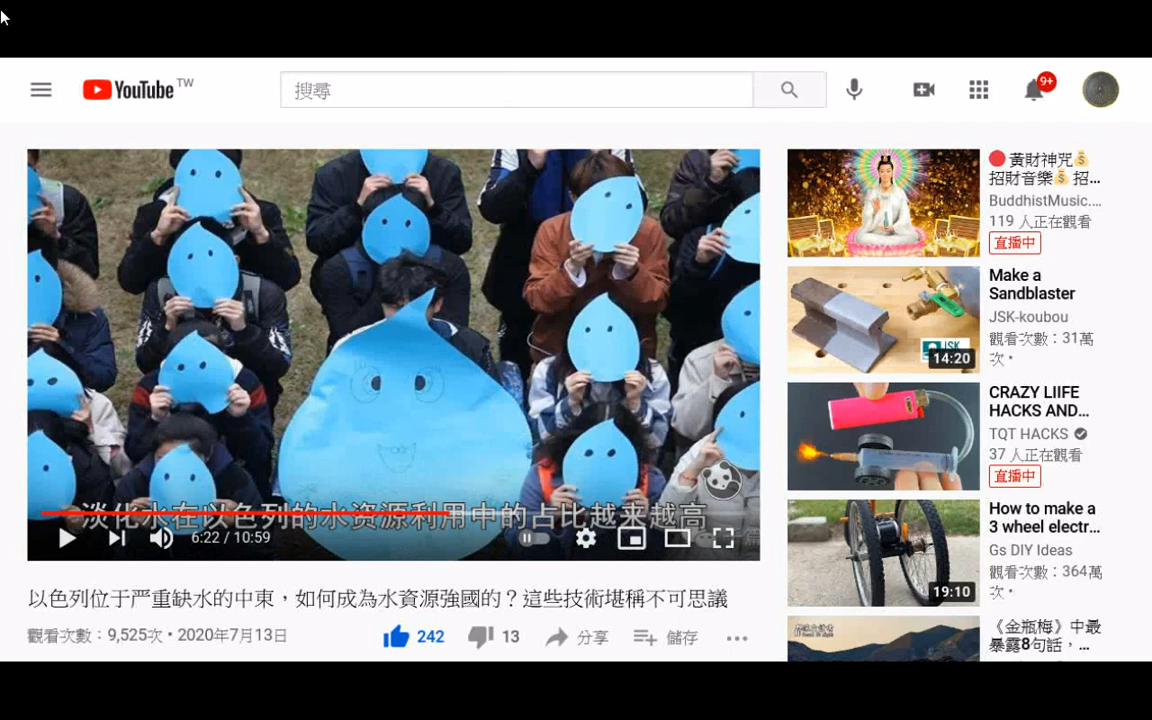 YouTube TW
搜尋
9+
淡化水在以色列的水资源利用中的占比越来越高
6:22 / 10:59
以色列位于严重缺水的中東，如何成為水資源強國的？這些技術堪稱不可思議
觀看次數：9,525次 • 2020年7月13日
242
13
分享
儲存
🔴 黃財神咒💰
招財音樂💰 招...
BuddhistMusic....
119 人正在觀看
直播中
JSK
14:20
Make a
Sandblaster
JSK-koubou
觀看次數：31萬
次 •
CRAZY LIIFE
HACKS AND...
TQT HACKS
37 人正在觀看
直播中
19:10
How to make a
3 wheel electr...
Gs DIY Ideas
觀看次數：364萬
次 •
《金瓶梅》中最
暴露8句話，...